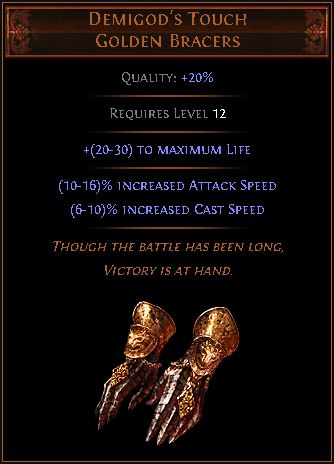 Demigod's Touch
Golden Bracers
Quality: +20%
Requires Level 12
+(20-30) to maximum Life
(10-16)% increased Attack Speed
(6-10)% increased Cast Speed
Though the battle has been long,
Victory is at hand.